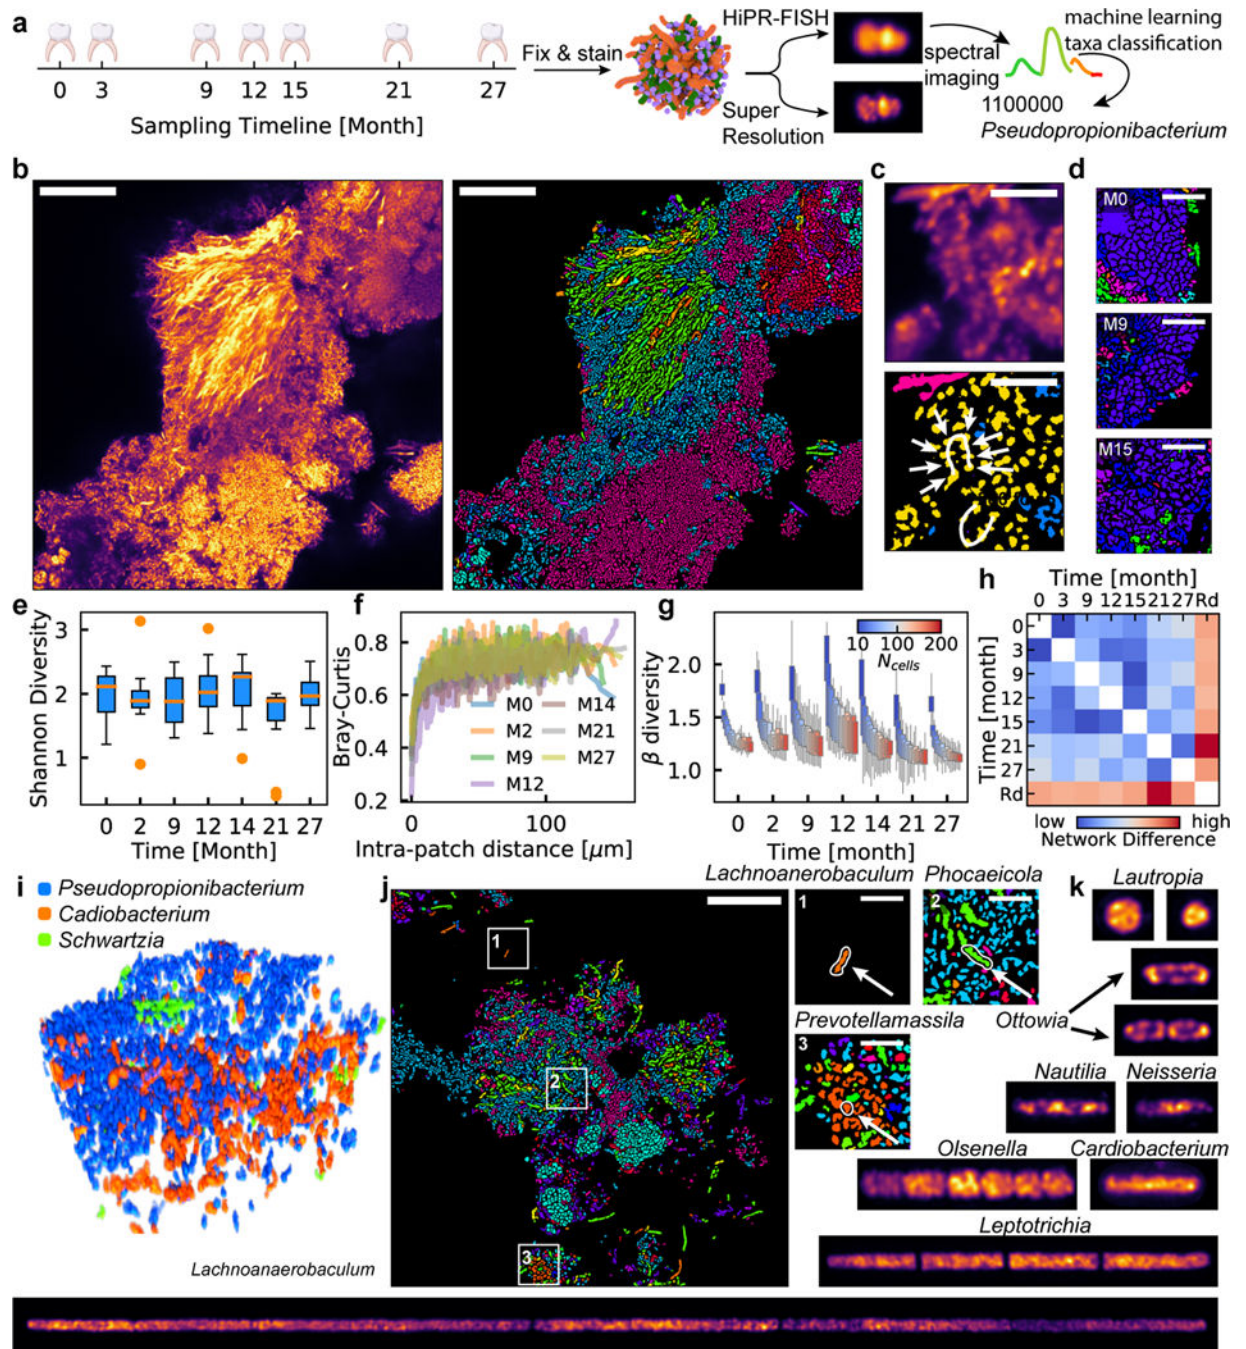 a
HiPR-FISH
machine learning
taxa classification
Fix & stain
spectral
imaging
0 3 9 12 15 21 27
Super
Resolution
1100000
Sampling Timeline [Month]
Pseudopropionibacterium
b
c
d
M0
M9
M15
e
Shannon Diversity
3
2
1
0 2 9 12 14 21 27
Time [Month]
f
Bray-Curtis
0.8
0.6
0.4
0.2
M0 M14
M2 M21
M9 M27
M12
0 100
Intra-patch distance [μm]
g
β diversity
2.0
1.5
1.0
10 100 200
Ncells
0 2 9 12 14 21 27
Time [month]
h
Time [month]
0 3 9 12 15 21 27 Rd
Time [month]
0
3
9
12
15
21
27
Rd
low high
Network Difference
i
Pseudopropionibacterium
Cadiobacterium
Schwartzia
Lachnoanaerobaculum
j
1
2
3
Lachnoanerobaculum
1
Phocaeicola
2
Prevotellamassila
3
k
Lautropia
Ottowia
Nautilia
Neisseria
Olsenella
Cardiobacterium
Leptotrichia